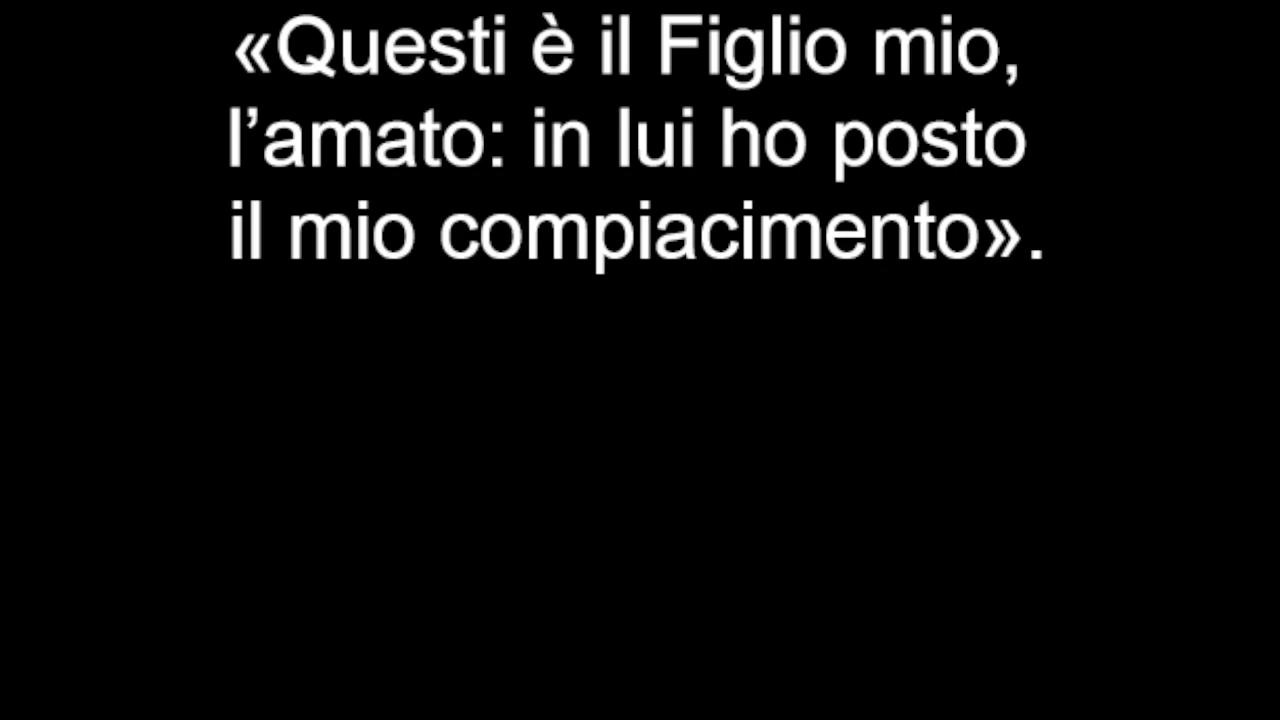 «Questi è il Figlio mio,
l’amato: in lui ho posto
il mio compiacimento».